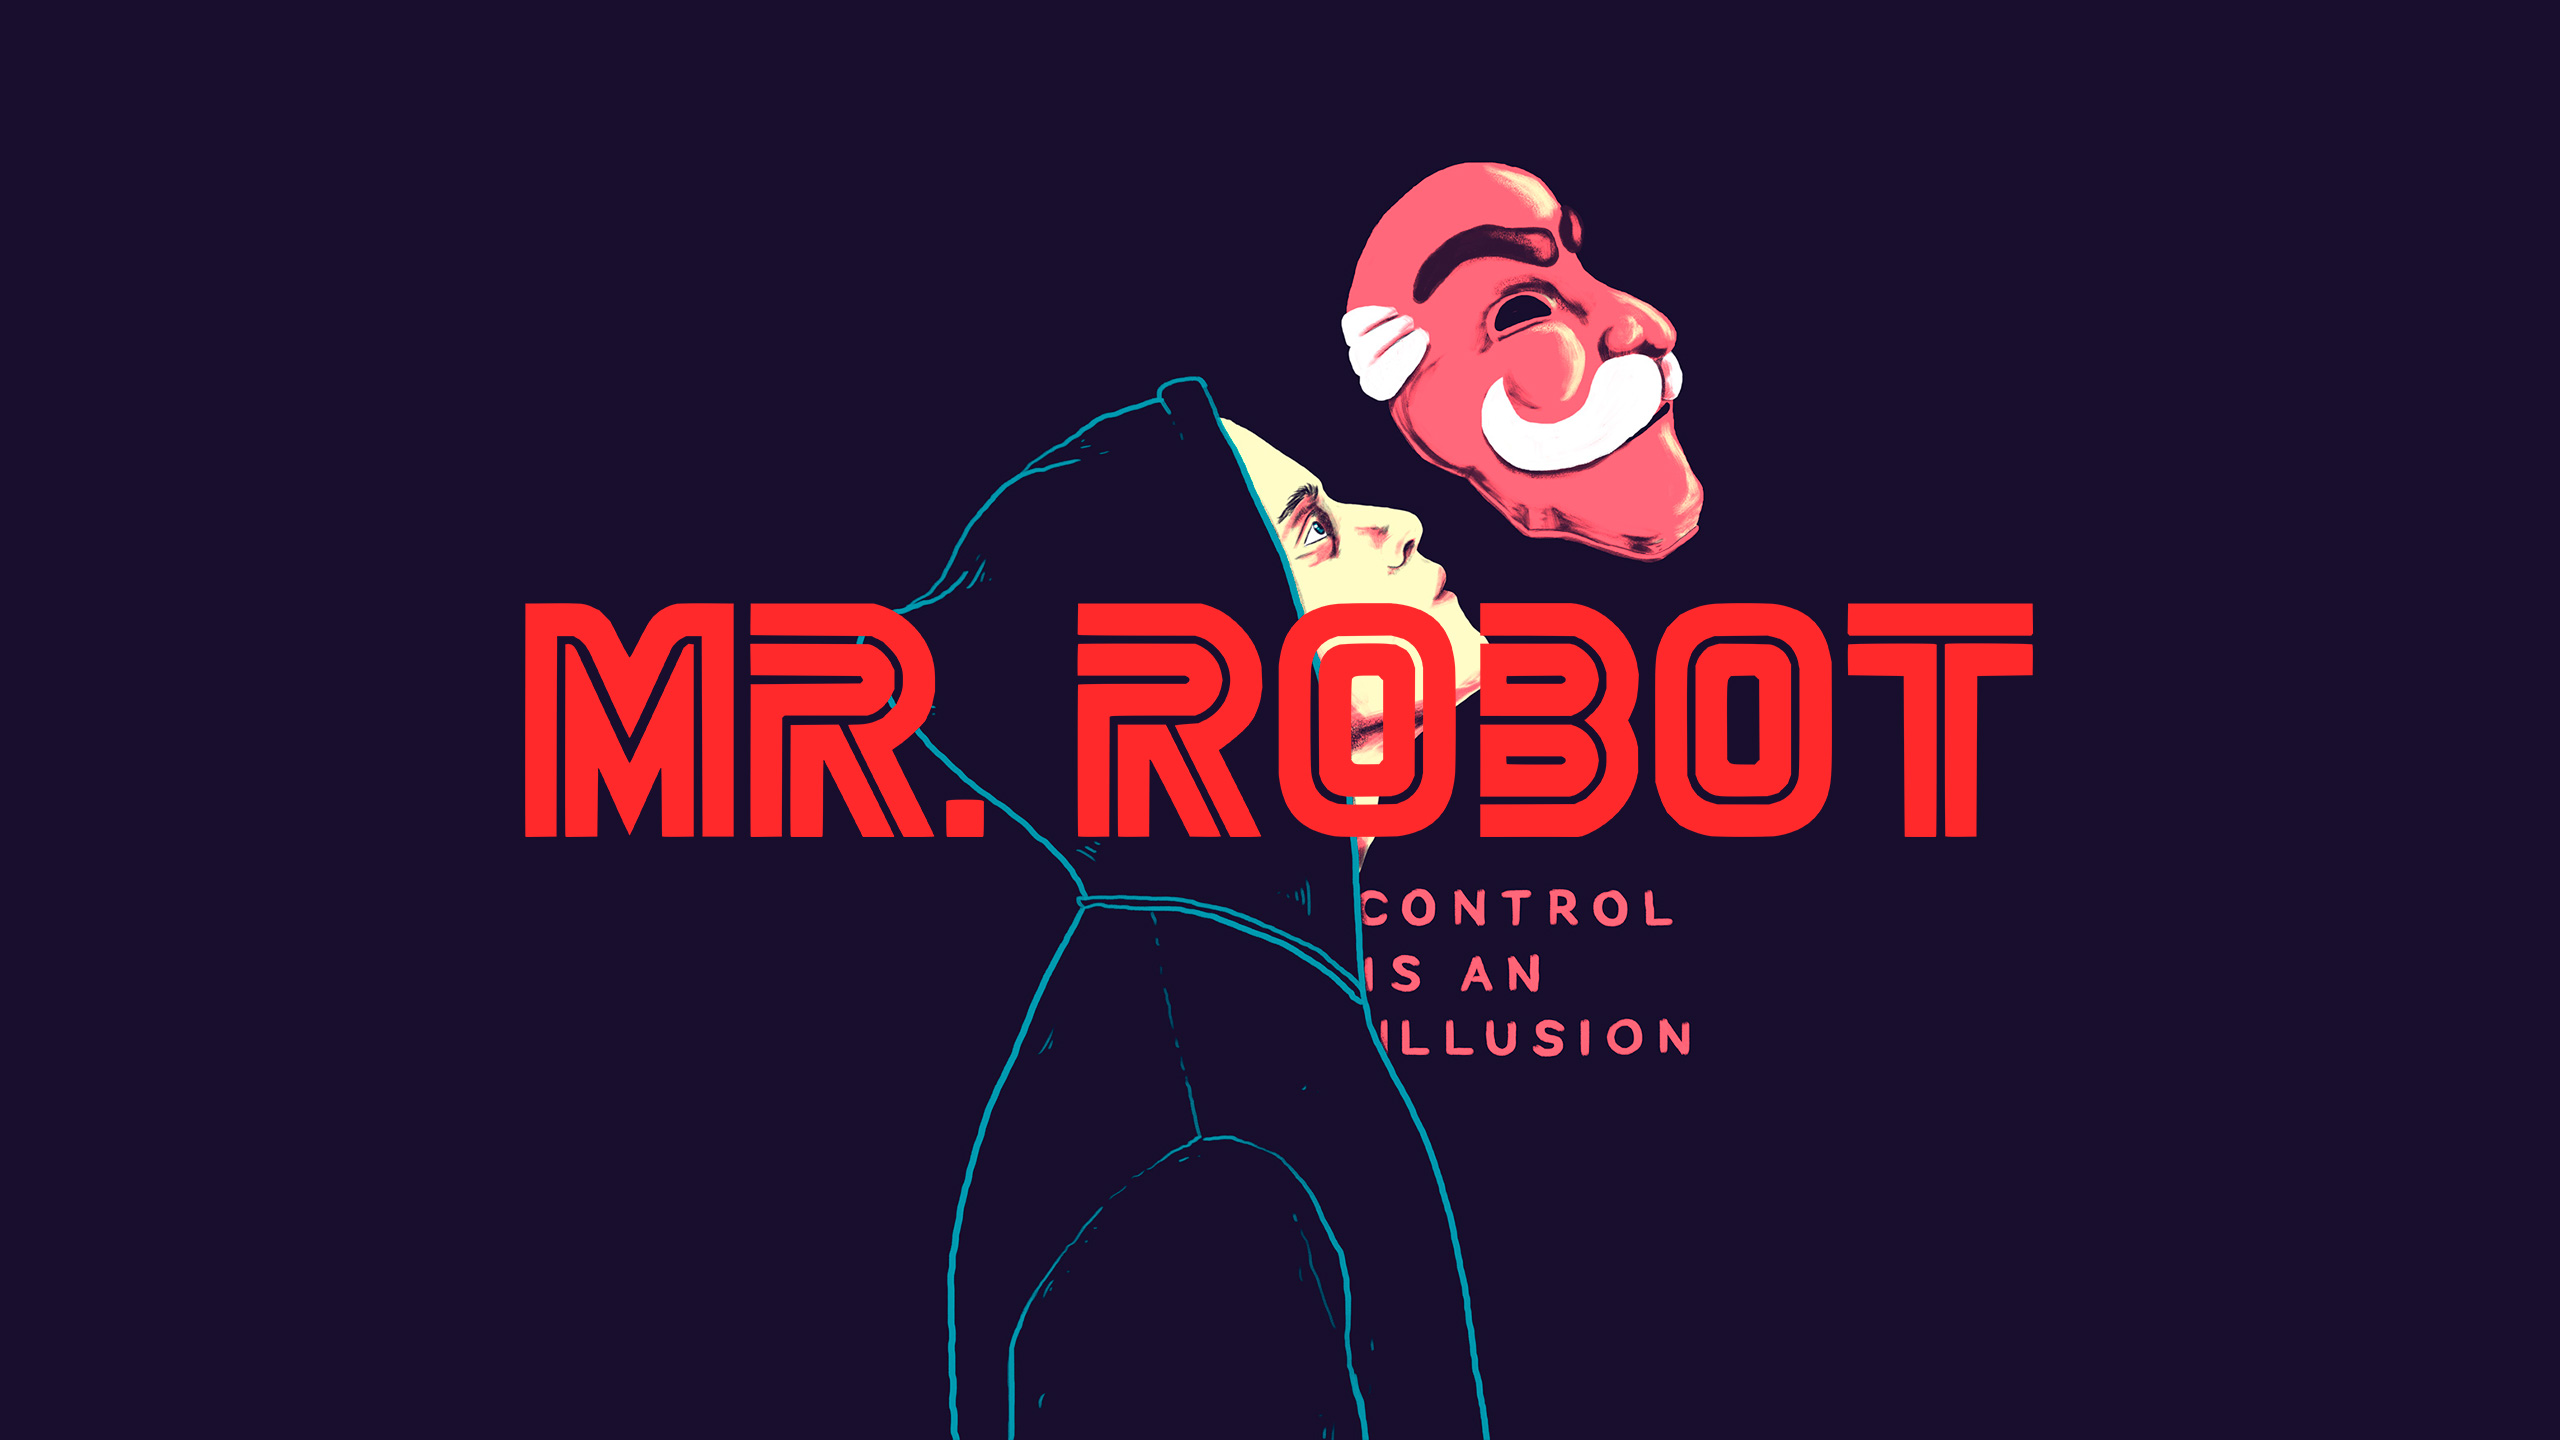 MR. ROBOT
CONTROL
IS AN
ILLUSION